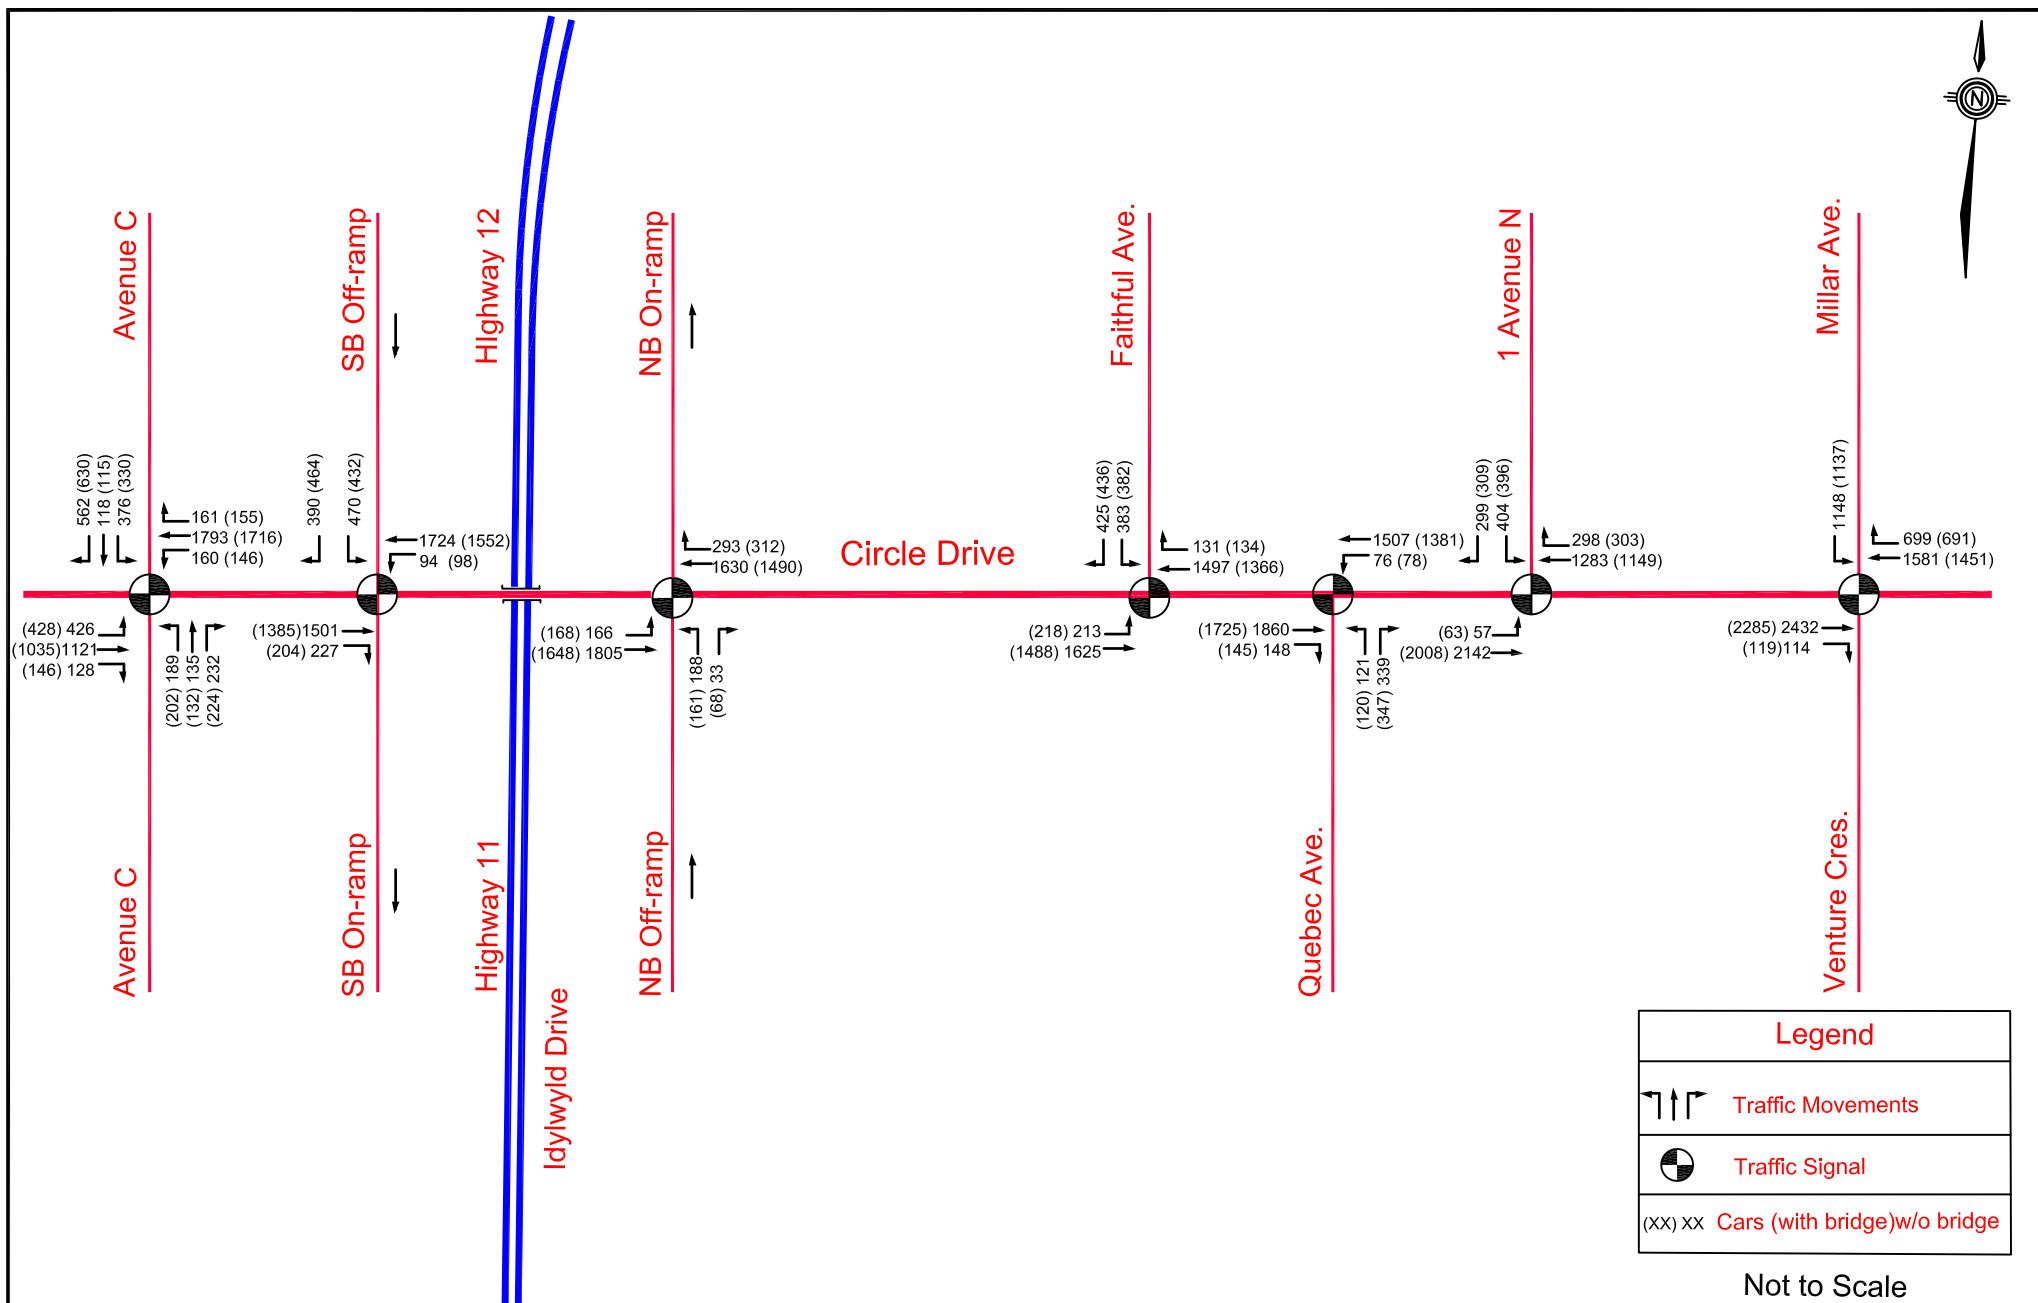 N
Avenue C
SB Off-ramp
HIghway 12
NB On-ramp
Faithful Ave.
1 Avenue N
Millar Ave.
562 (630)
118 (115)
376 (330)
161 (155)
1793 (1716)
160 (146)
390 (464)
470 (432)
1724 (1552)
94 (98)
293 (312)
1630 (1490)
Circle Drive
425 (436)
383 (382)
131 (134)
1497 (1366)
1507 (1381)
76 (78)
299 (309)
404 (396)
298 (303)
1283 (1149)
1148 (1137)
699 (691)
1581 (1451)
(428) 426
(1035)1121
(146) 128
(202) 189
(132) 135
(224) 232
(1385)1501
(204) 227
(168) 166
(1648) 1805
(161) 188
(68) 33
(218) 213
(1488) 1625
(1725) 1860
(145) 148
(120) 121
(347) 339
(63) 57
(2008) 2142
(2285) 2432
(119)114
Avenue C
SB On-ramp
Highway 11
Idylwyld Drive
NB Off-ramp
Quebec Ave.
Venture Cres.
Legend
Traffic Movements
Traffic Signal
(XX) XX Cars (with bridge)w/o bridge
Not to Scale